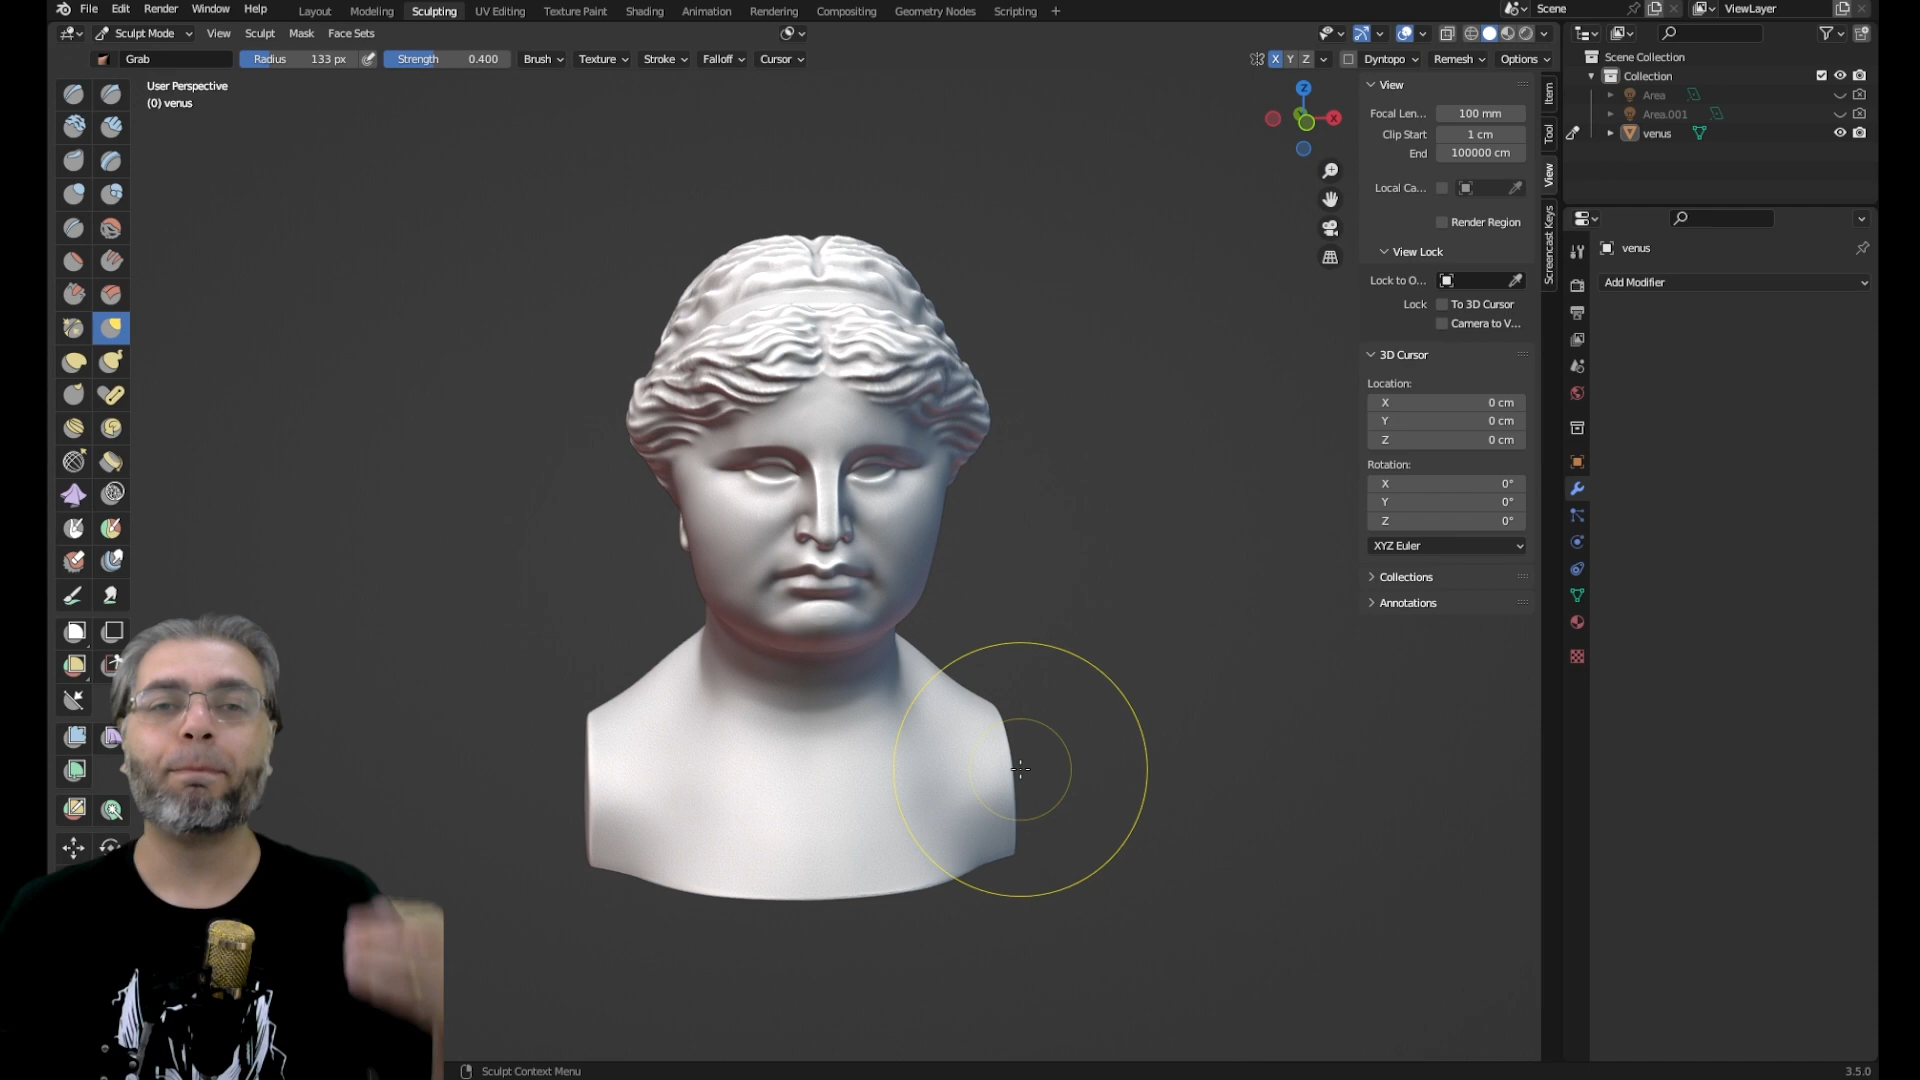 File Edit Render Window Help Layout Modeling Sculpting UV Editing Texture Paint Shading Animation Rendering Compositing Geometry Nodes Scripting + Scene ViewLayer
Sculpt Mode View Sculpt Mask Face Sets
Grab Radius 133 px Strength 0.400 Brush Texture Stroke Falloff Cursor X Y Z Dyntopo Remesh Options
User Perspective
(0) venus
Z
Y
X
View
Focal Len... 100 mm
Clip Start 1 cm
End 100000 cm
Local Ca...
Render Region
View Lock
Lock to O...
Lock To 3D Cursor
Camera to V...
3D Cursor
Location:
X 0 cm
Y 0 cm
Z 0 cm
Rotation:
X 0°
Y 0°
Z 0°
XYZ Euler
Collections
Annotations
Item
Tool
View
Screencast Keys
Scene Collection
Collection
Area
Area.001
venus
venus
Add Modifier
Sculpt Context Menu
3.5.0